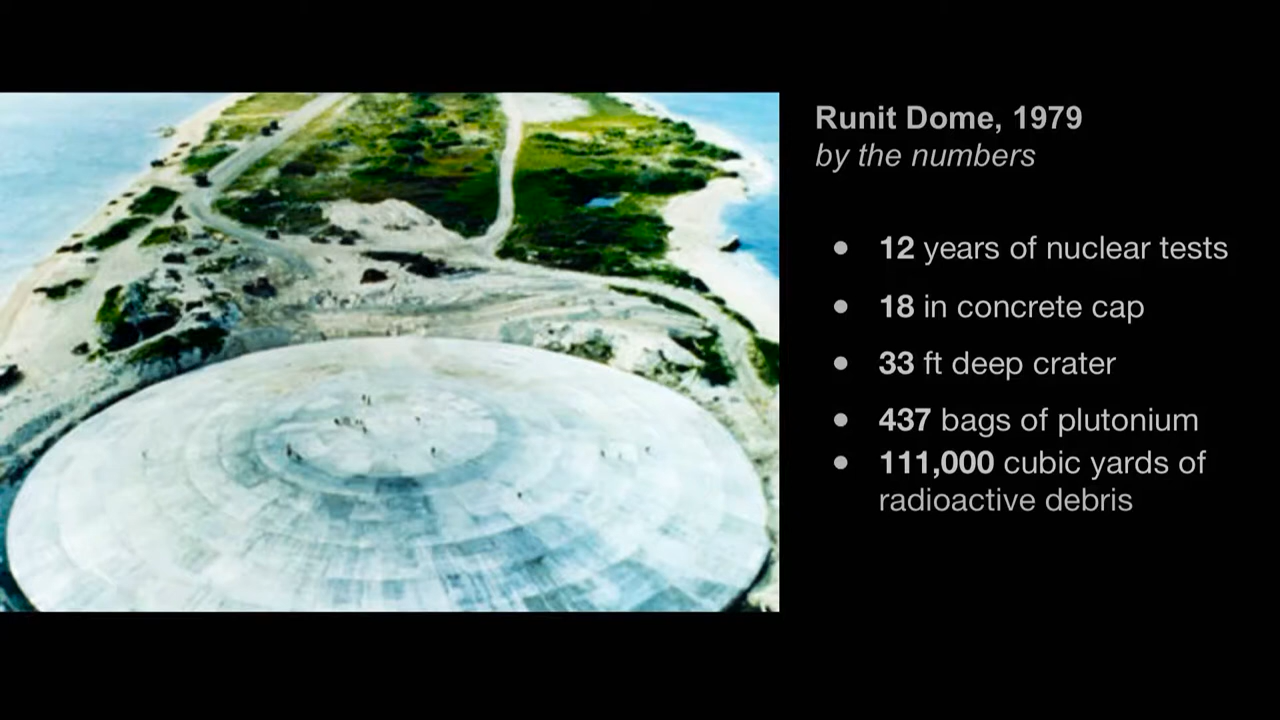 Runit Dome, 1979
by the numbers
● 12 years of nuclear tests
● 18 in concrete cap
● 33 ft deep crater
● 437 bags of plutonium
● 111,000 cubic yards of
radioactive debris